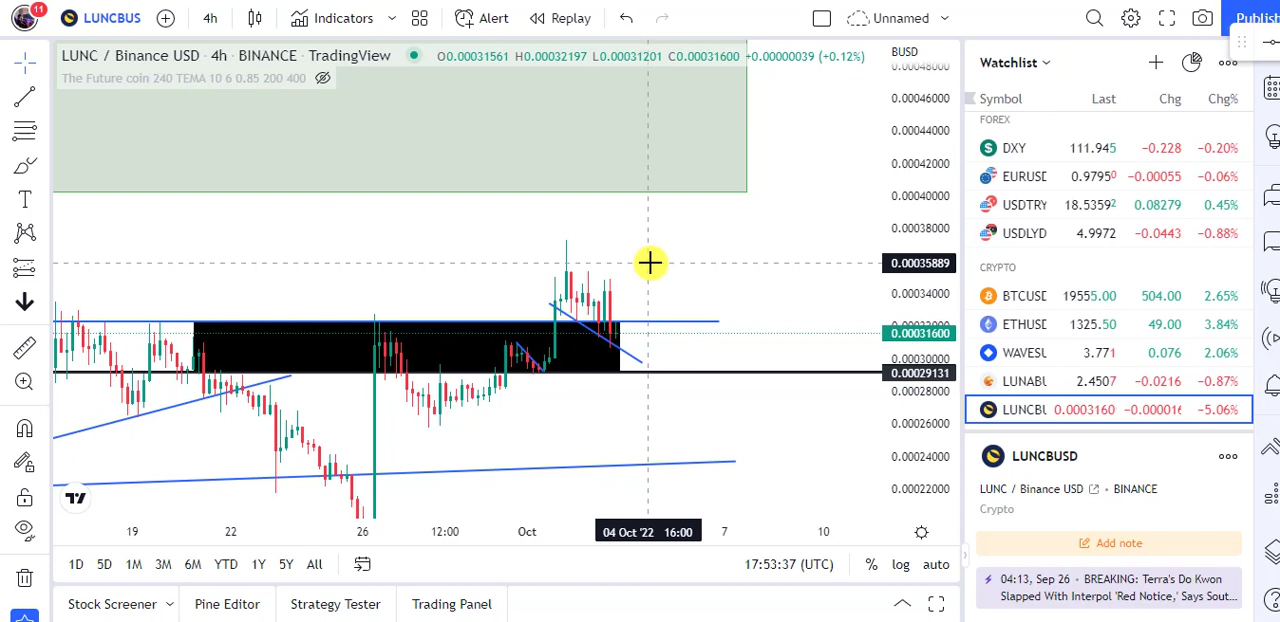 11
LUNCBUS
4h
Indicators
Alert
Replay
Unnamed
Publish
LUNC / Binance USD · 4h · BINANCE · TradingView
O0.00031561 H0.00032197 L0.00031201 C0.00031600 +0.00000039 (+0.12%)
The Future coin 240 TEMA 10 6 0.85 200 400
BUSD
0.00048000
0.00046000
0.00044000
0.00042000
0.00040000
0.00038000
0.00035889
0.00034000
0.00031600
0.00030000
0.00029131
0.00028000
0.00026000
0.00024000
0.00022000
19 22 26 12:00 Oct 04 Oct '22 16:00 7 10
1D 5D 1M 3M 6M YTD 1Y 5Y All
17:53:37 (UTC) % log auto
Stock Screener Pine Editor Strategy Tester Trading Panel
Watchlist
Symbol Last Chg Chg%
FOREX
DXY 111.945 −0.228 −0.20%
EURUSD 0.97950 −0.00055 −0.06%
USDTRY 18.53592 0.08279 0.45%
USDLYD 4.9972 −0.0443 −0.88%
CRYPTO
BTCUSD 19555.00 504.00 2.65%
ETHUSD 1325.50 49.00 3.84%
WAVESU 3.771 0.076 2.06%
LUNABU 2.4507 −0.0216 −0.87%
LUNCBU 0.0003160 −0.000016 −5.06%
LUNCBUSD
LUNC / Binance USD · BINANCE
Crypto
Add note
04:13, Sep 26 · BREAKING: Terra's Do Kwon
Slapped With Interpol 'Red Notice,' Says Sout...